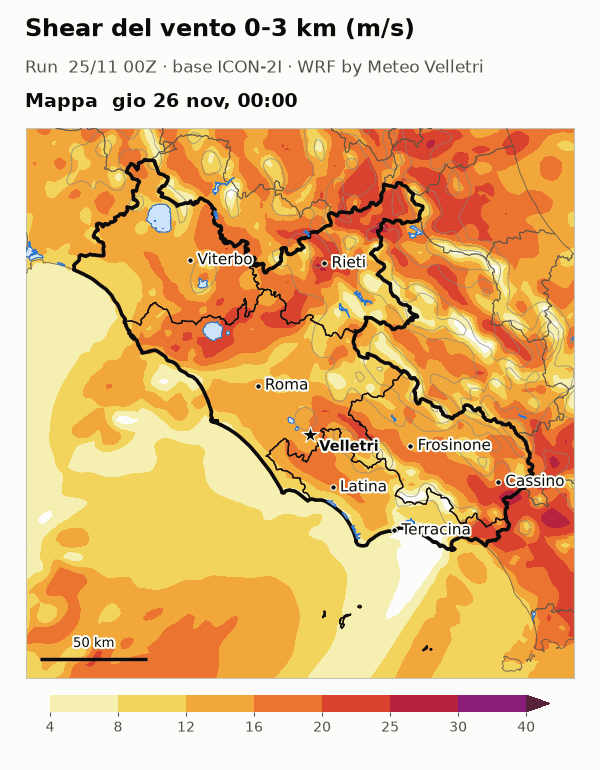 Shear del vento 0-3 km (m/s)
Run  25/11 00Z · base ICON-2I · WRF by Meteo Velletri
Mappa  gio 26 nov, 00:00
Viterbo
Rieti
Roma
Velletri
Frosinone
Latina
Cassino
Terracina
50 km
4 8 12 16 20 25 30 40